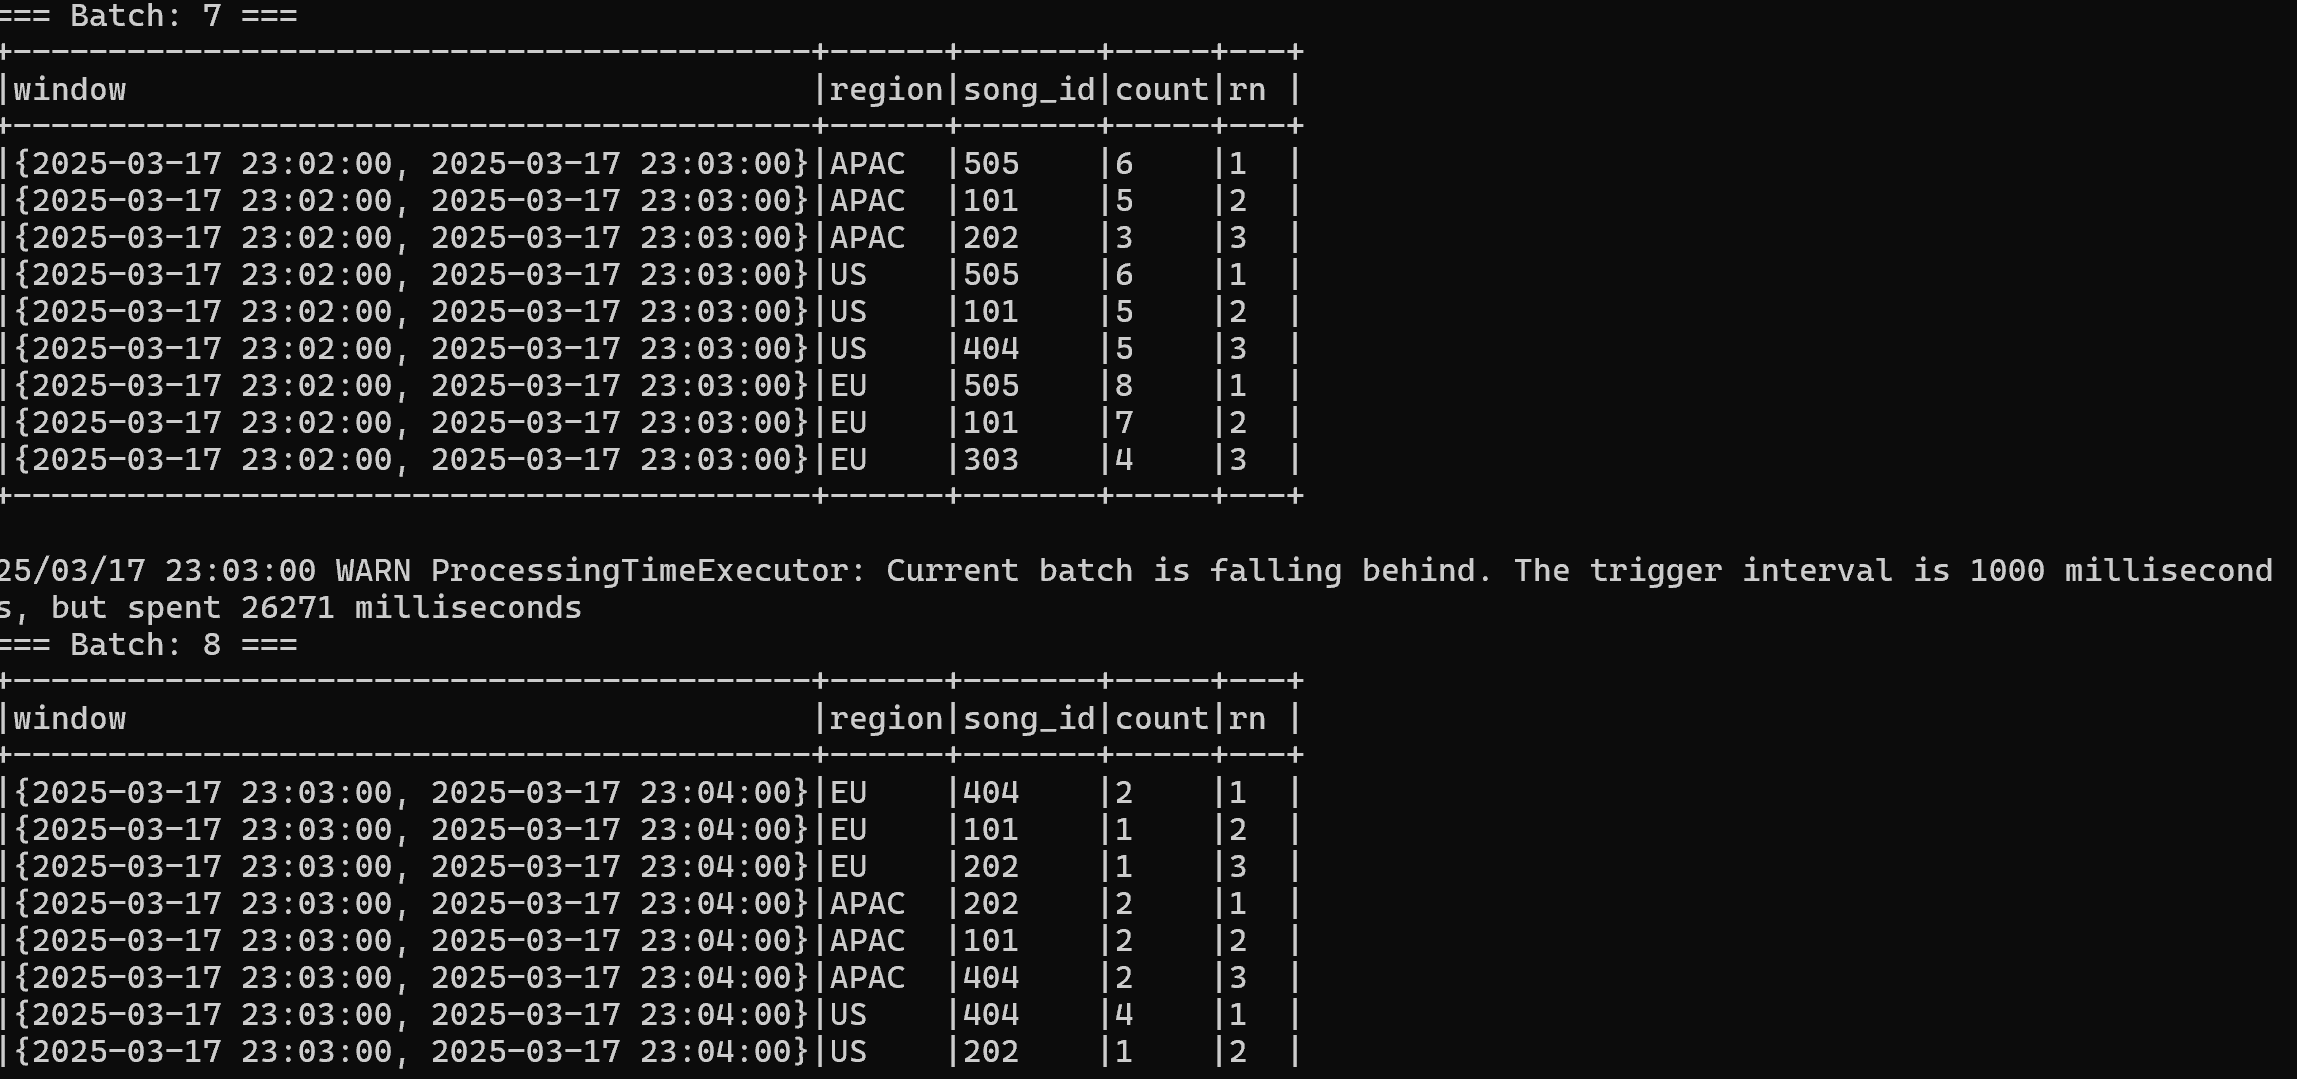 === Batch: 7 ===
+------------------------------------------+------+-------+-----+---+
|window                                    |region|song_id|count|rn |
+------------------------------------------+------+-------+-----+---+
|{2025-03-17 23:02:00, 2025-03-17 23:03:00}|APAC  |505    |6    |1  |
|{2025-03-17 23:02:00, 2025-03-17 23:03:00}|APAC  |101    |5    |2  |
|{2025-03-17 23:02:00, 2025-03-17 23:03:00}|APAC  |202    |3    |3  |
|{2025-03-17 23:02:00, 2025-03-17 23:03:00}|US    |505    |6    |1  |
|{2025-03-17 23:02:00, 2025-03-17 23:03:00}|US    |101    |5    |2  |
|{2025-03-17 23:02:00, 2025-03-17 23:03:00}|US    |404    |5    |3  |
|{2025-03-17 23:02:00, 2025-03-17 23:03:00}|EU    |505    |8    |1  |
|{2025-03-17 23:02:00, 2025-03-17 23:03:00}|EU    |101    |7    |2  |
|{2025-03-17 23:02:00, 2025-03-17 23:03:00}|EU    |303    |4    |3  |
+------------------------------------------+------+-------+-----+---+
25/03/17 23:03:00 WARN ProcessingTimeExecutor: Current batch is falling behind. The trigger interval is 1000 millisecond
s, but spent 26271 milliseconds
=== Batch: 8 ===
+------------------------------------------+------+-------+-----+---+
|window                                    |region|song_id|count|rn |
+------------------------------------------+------+-------+-----+---+
|{2025-03-17 23:03:00, 2025-03-17 23:04:00}|EU    |404    |2    |1  |
|{2025-03-17 23:03:00, 2025-03-17 23:04:00}|EU    |101    |1    |2  |
|{2025-03-17 23:03:00, 2025-03-17 23:04:00}|EU    |202    |1    |3  |
|{2025-03-17 23:03:00, 2025-03-17 23:04:00}|APAC  |202    |2    |1  |
|{2025-03-17 23:03:00, 2025-03-17 23:04:00}|APAC  |101    |2    |2  |
|{2025-03-17 23:03:00, 2025-03-17 23:04:00}|APAC  |404    |2    |3  |
|{2025-03-17 23:03:00, 2025-03-17 23:04:00}|US    |404    |4    |1  |
|{2025-03-17 23:03:00, 2025-03-17 23:04:00}|US    |202    |1    |2  |